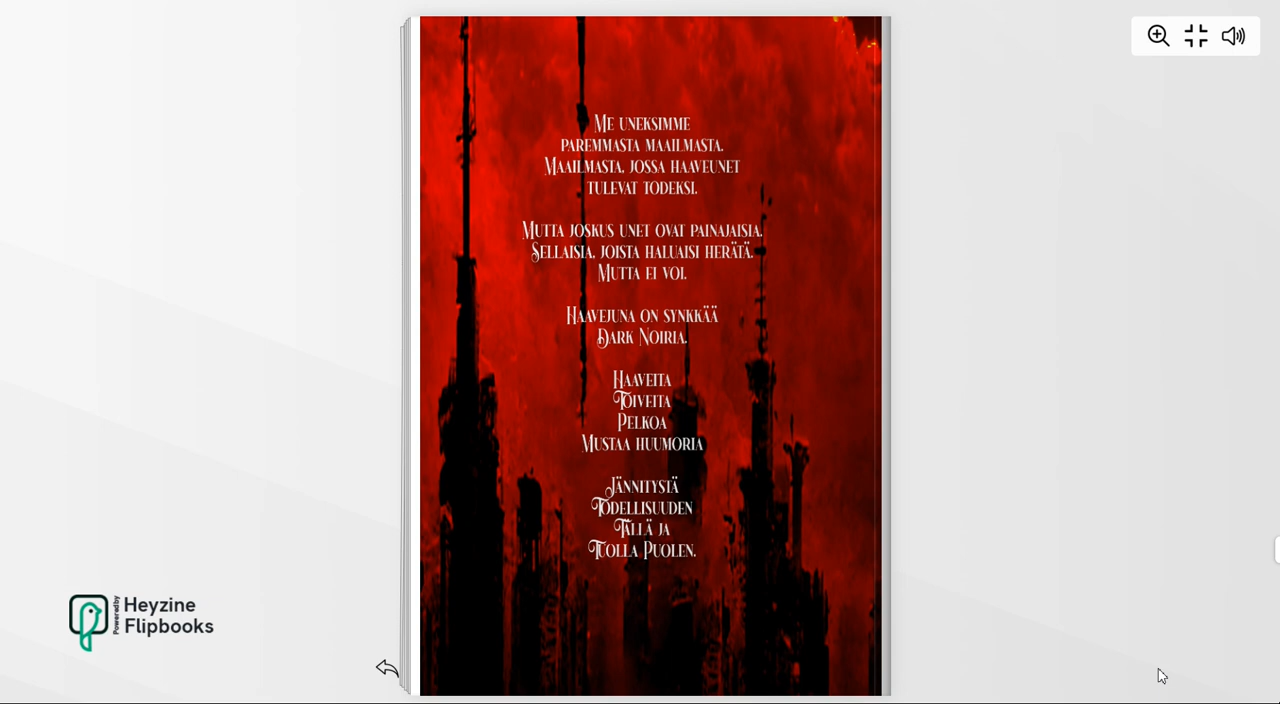 Me uneksimme
paremmasta maailmasta.
Maailmasta, jossa haaveunet
tulevat todeksi.
Mutta joskus unet ovat painajaisia.
Sellaisia, joista haluaisi herätä.
Mutta ei voi.
Haavejuna on synkkää
Dark Noiria.
Haaveita
Toiveita
Pelkoa
Mustaa huumoria
Jännitystä
Todellisuuden
Tällä ja
Tuolla Puolen.
Powered by
Heyzine
Flipbooks